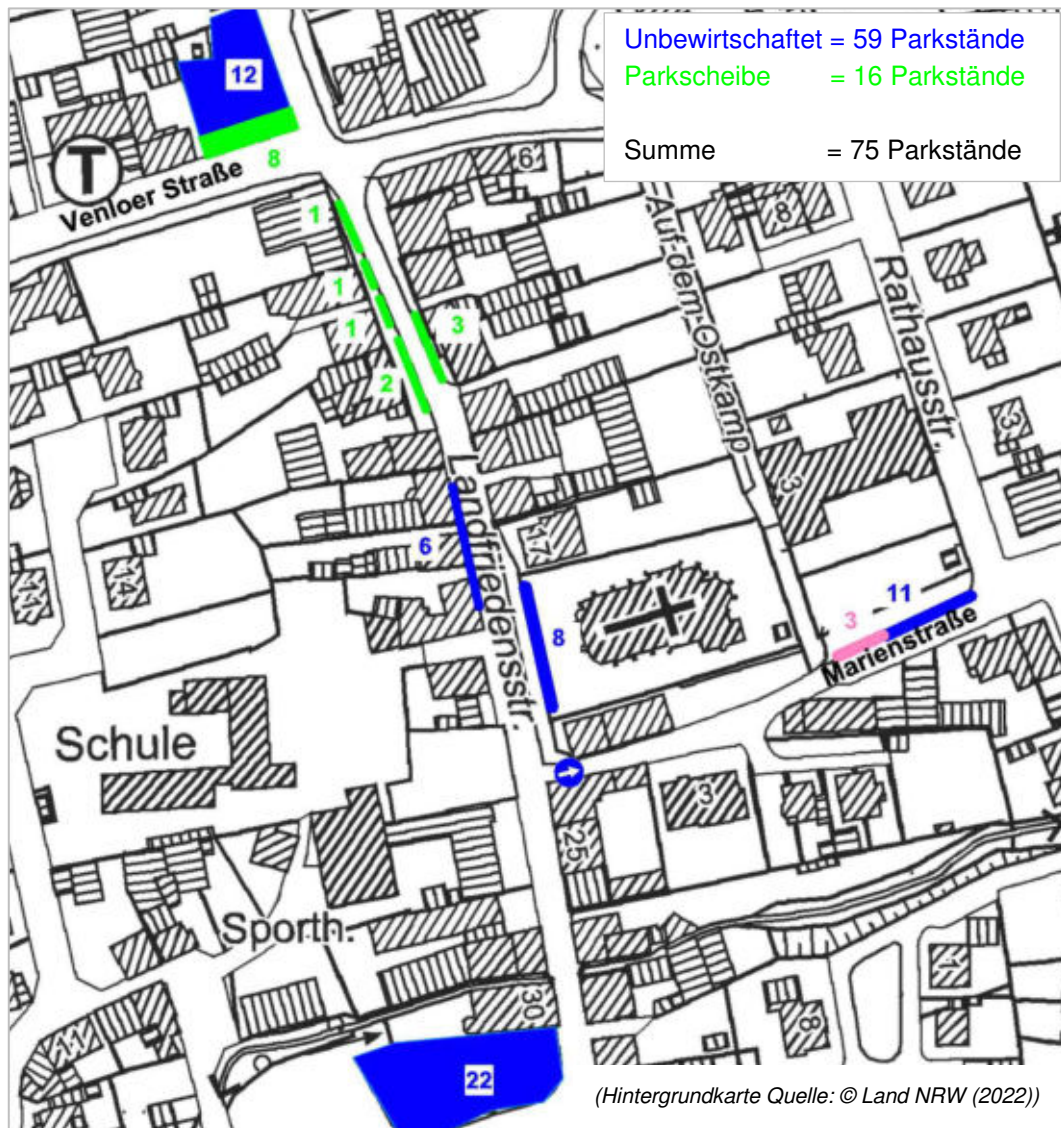 Unbewirtschaftet = 59 Parkstände
Parkscheibe = 16 Parkstände
Summe = 75 Parkstände
12
8
T
Venloer Straße
6
8
1
1
1
3
2
Auf-dem-Ostkamp
Rathausstr.
3
3
Landfriedensstr.
6
17
14
8
11
3
Marienstraße
Schule
3
25
Sporth.
30
11
8
22
(Hintergrundkarte Quelle: © Land NRW (2022))